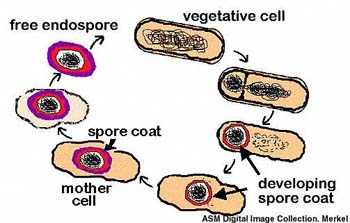 free endospore
vegetative cell
spore coat
mother
cell
developing
spore coat
ASM Digital Image Collection. Merkel